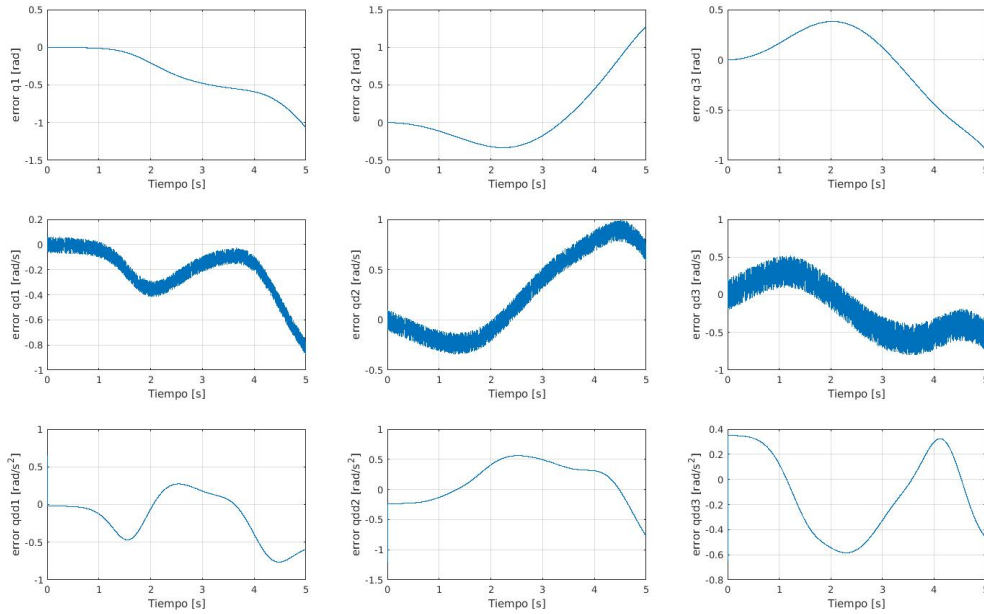 0.5
0
-0.5
-1
-1.5
0 1 2 3 4 5
error q1 [rad]
Tiempo [s]
1.5
1
0.5
0
-0.5
0 1 2 3 4 5
error q2 [rad]
Tiempo [s]
0.5
0
-0.5
-1
0 1 2 3 4 5
error q3 [rad]
Tiempo [s]
0.2
0
-0.2
-0.4
-0.6
-0.8
-1
0 1 2 3 4 5
error qd1 [rad/s]
Tiempo [s]
1
0.5
0
-0.5
0 1 2 3 4 5
error qd2 [rad/s]
Tiempo [s]
1
0.5
0
-0.5
-1
0 1 2 3 4 5
error qd3 [rad/s]
Tiempo [s]
1
0.5
0
-0.5
-1
0 1 2 3 4 5
error qdd1 [rad/s²]
Tiempo [s]
1
0.5
0
-0.5
-1
-1.5
0 1 2 3 4 5
error qdd2 [rad/s²]
Tiempo [s]
0.4
0.2
0
-0.2
-0.4
-0.6
-0.8
0 1 2 3 4 5
error qdd3 [rad/s²]
Tiempo [s]